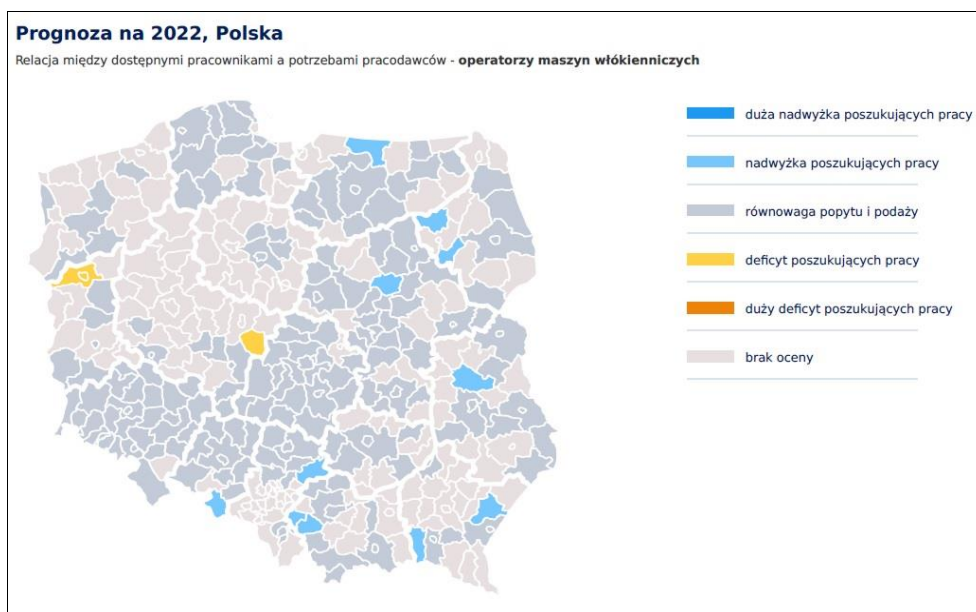 Prognoza na 2022, Polska
Relacja między dostępnymi pracownikami a potrzebami pracodawców - operatorzy maszyn włókienniczych
duża nadwyżka poszukujących pracy
nadwyżka poszukujących pracy
równowaga popytu i podaży
deficyt poszukujących pracy
duży deficyt poszukujących pracy
brak oceny